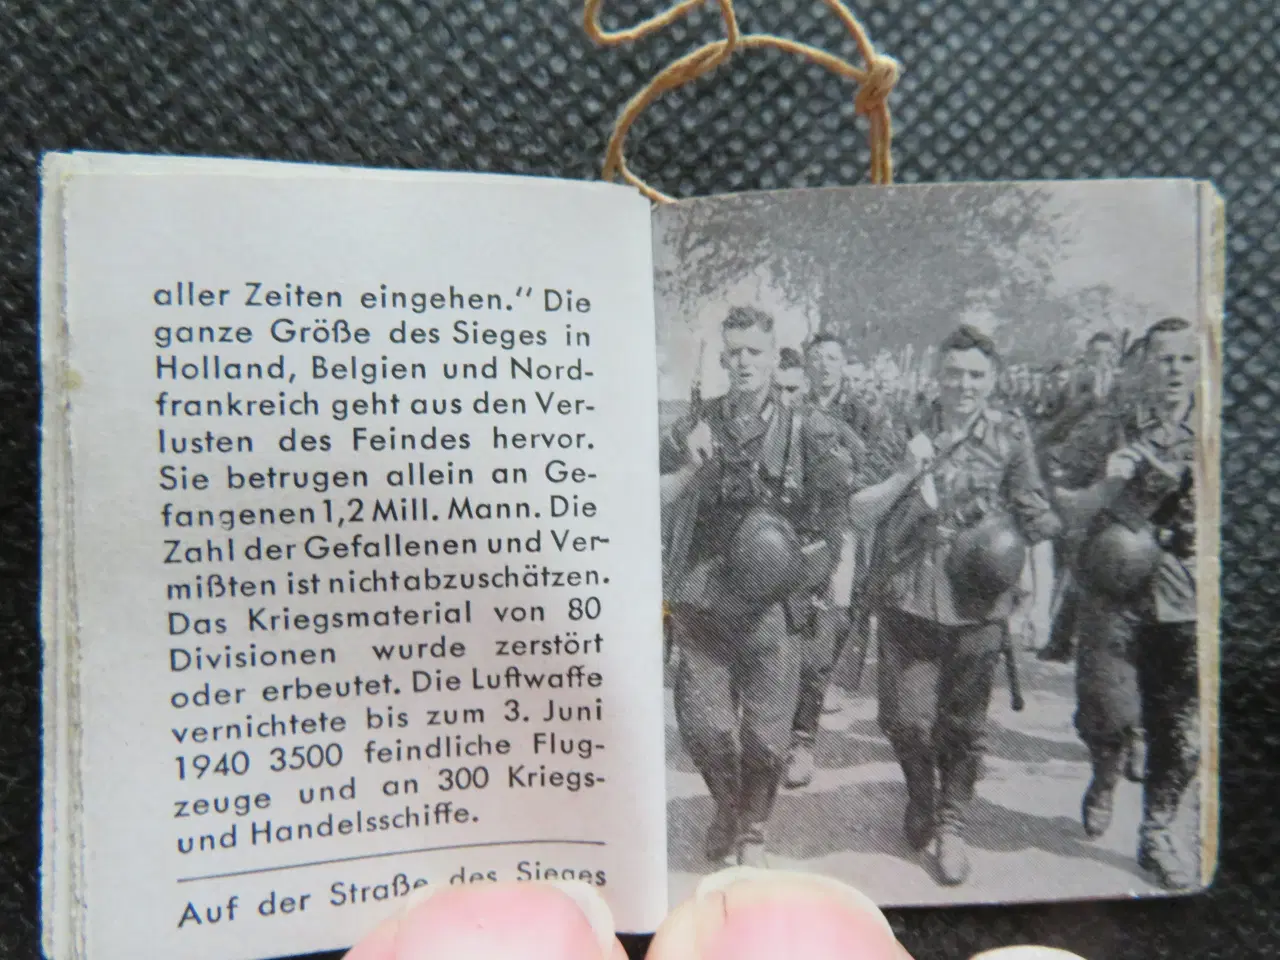 aller Zeiten eingehen.” Die
ganze Größe des Sieges in
Holland, Belgien und Nord-
frankreich geht aus den Ver-
lusten des Feindes hervor.
Sie betrugen allein an Ge-
fangenen 1,2 Mill. Mann. Die
Zahl der Gefallenen und Ver-
mißten ist nicht abzuschätzen.
Das Kriegsmaterial von 80
Divisionen wurde zerstört
oder erbeutet. Die Luftwaffe
vernichtete bis zum 3. Juni
1940 3500 feindliche Flug-
zeuge und an 300 Kriegs-
und Handelsschiffe.
Auf der Straße des Sieges